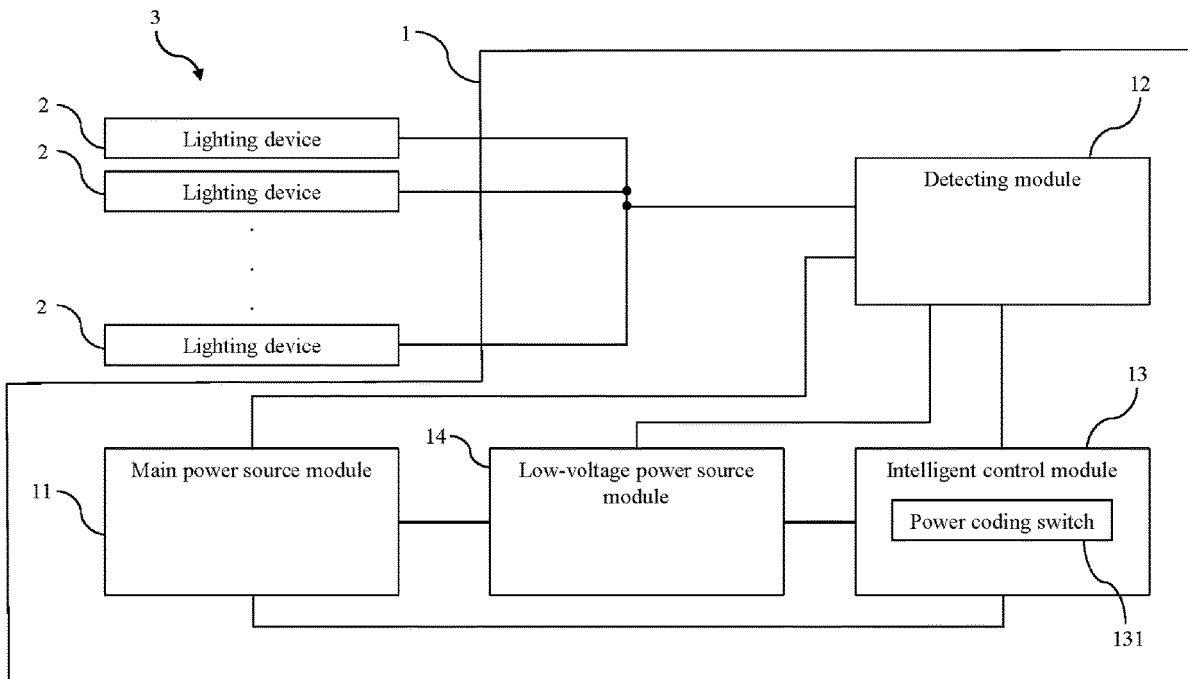 3
1
12
2
Lighting device
2
Lighting device
Detecting module
2
Lighting device
13
14
Main power source module
Low-voltage power source
module
Intelligent control module
11
Power coding switch
131